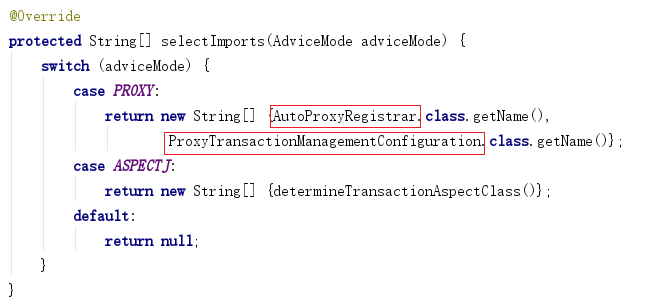 @Override
protected String[] selectImports(AdviceMode adviceMode) {
switch (adviceMode) {
case PROXY:
return new String[] {AutoProxyRegistrar.class.getName(),
ProxyTransactionManagementConfiguration.class.getName()};
case ASPECTJ:
return new String[] {determineTransactionAspectClass()};
default:
return null;
}
}